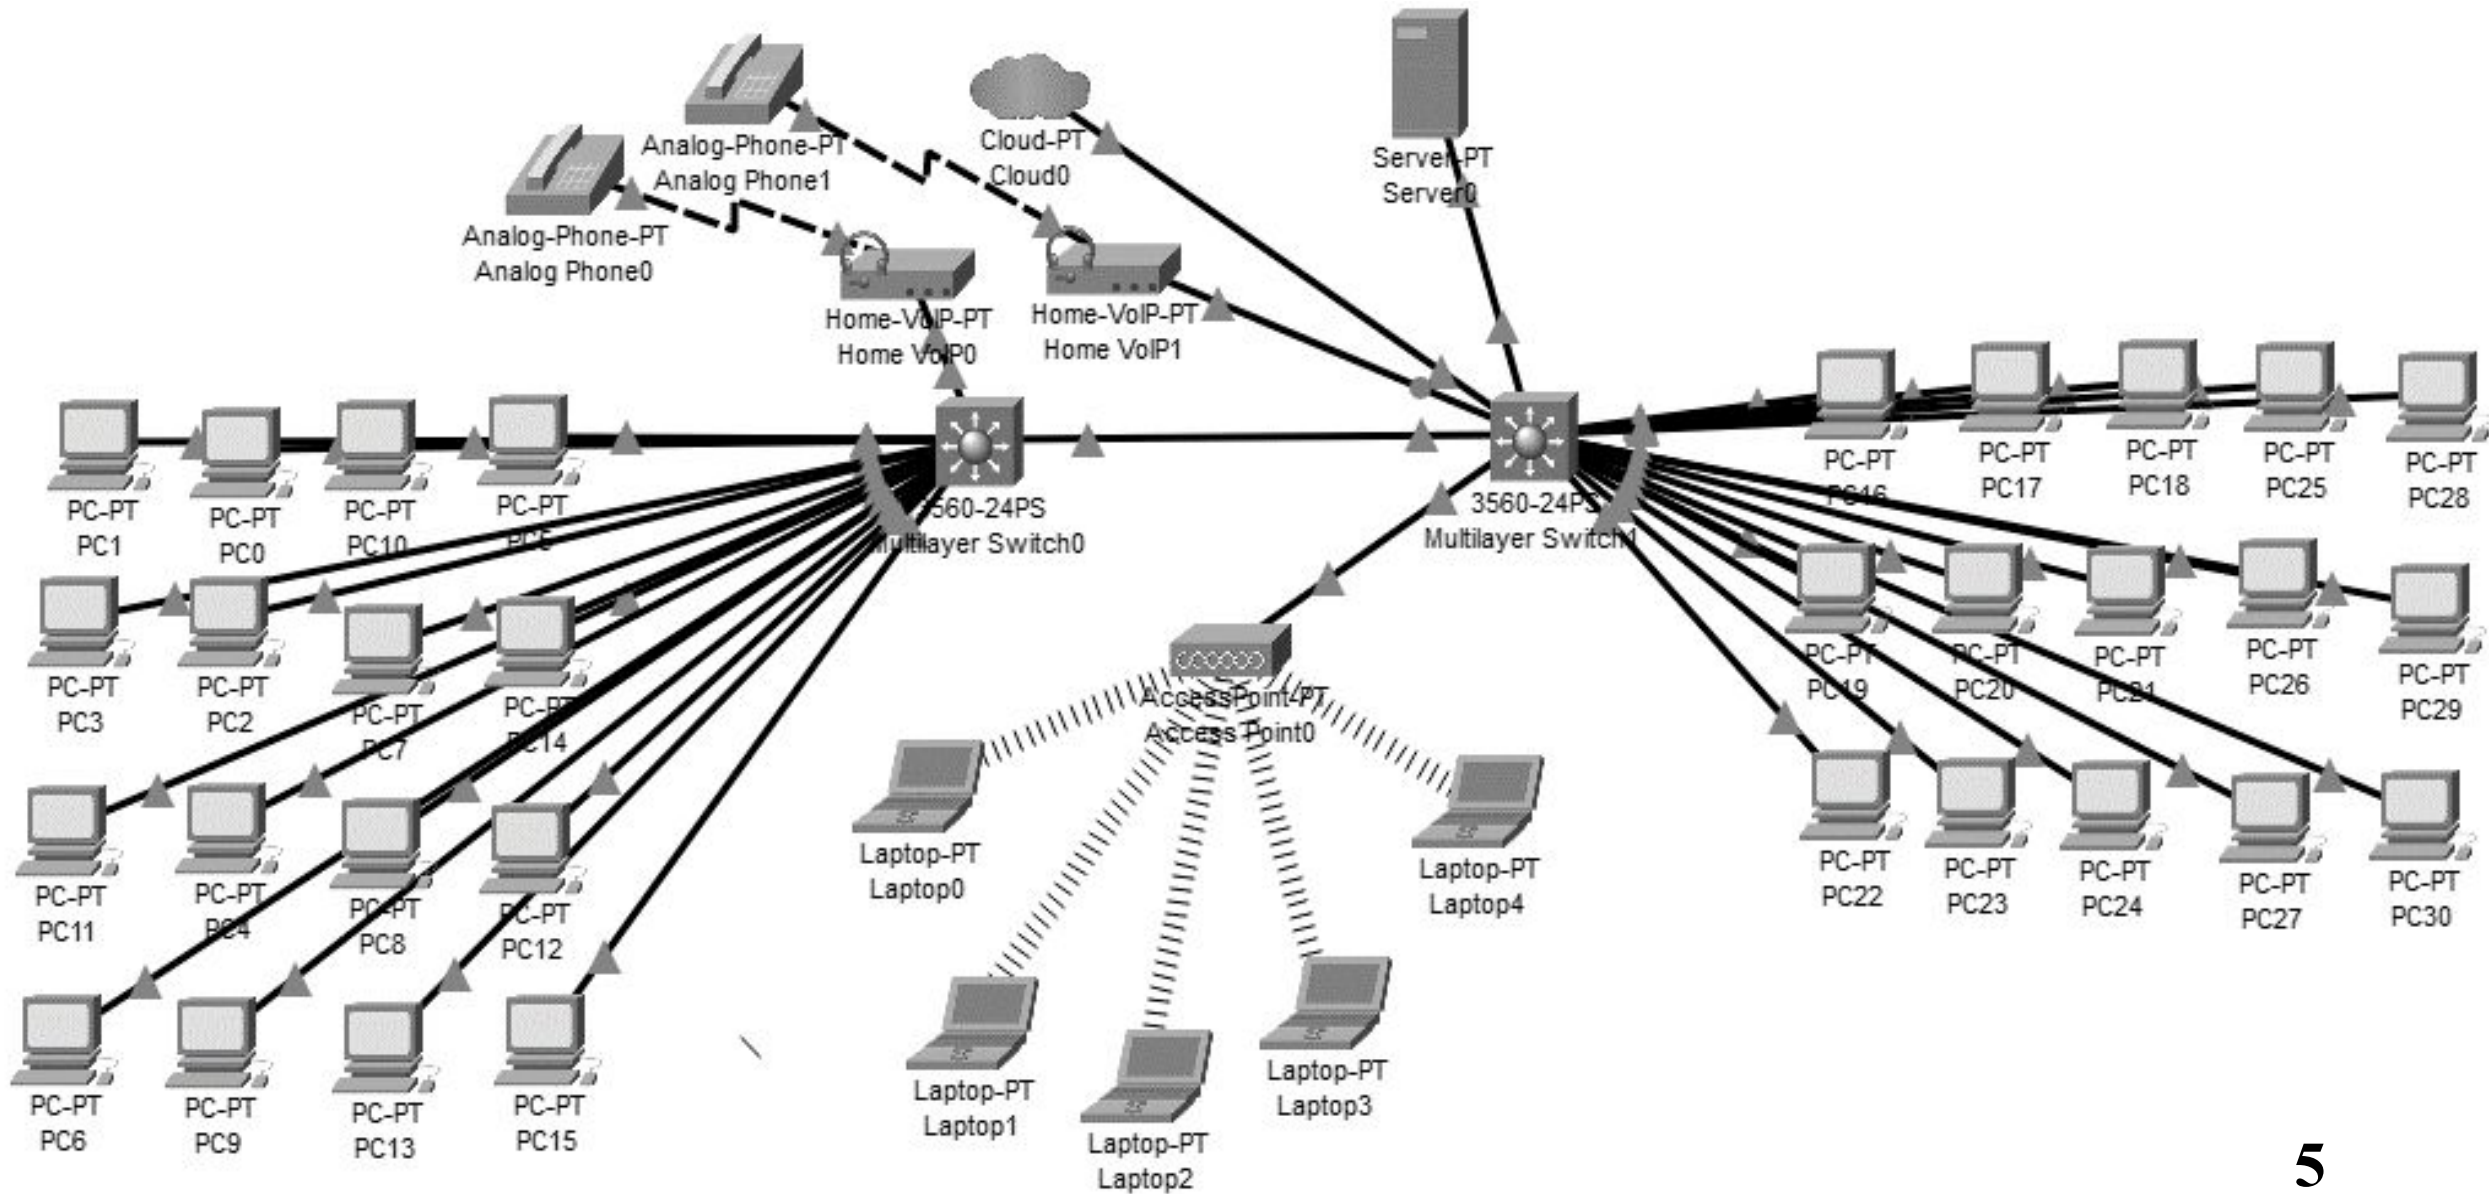 Analog-Phone-PT
Analog Phone1
Cloud-PT
Cloud0
Server-PT
Server0
Analog-Phone-PT
Analog Phone0
Home-VoIP-PT
Home VoIP0
Home-VoIP-PT
Home VoIP1
PC-PT
PC1
PC-PT
PC0
PC-PT
PC10
PC-PT
PC5
3560-24PS
Multilayer Switch0
3560-24PS
Multilayer Switch1
PC-PT
PC16
PC-PT
PC17
PC-PT
PC18
PC-PT
PC25
PC-PT
PC28
PC-PT
PC3
PC-PT
PC2
PC-PT
PC7
PC-PT
PC14
AccessPoint-PT
Access Point0
PC-PT
PC19
PC-PT
PC20
PC-PT
PC21
PC-PT
PC26
PC-PT
PC29
PC-PT
PC11
PC-PT
PC4
PC-PT
PC8
PC-PT
PC12
Laptop-PT
Laptop0
Laptop-PT
Laptop4
PC-PT
PC22
PC-PT
PC23
PC-PT
PC24
PC-PT
PC27
PC-PT
PC30
PC-PT
PC6
PC-PT
PC9
PC-PT
PC13
PC-PT
PC15
Laptop-PT
Laptop1
Laptop-PT
Laptop2
Laptop-PT
Laptop3
5